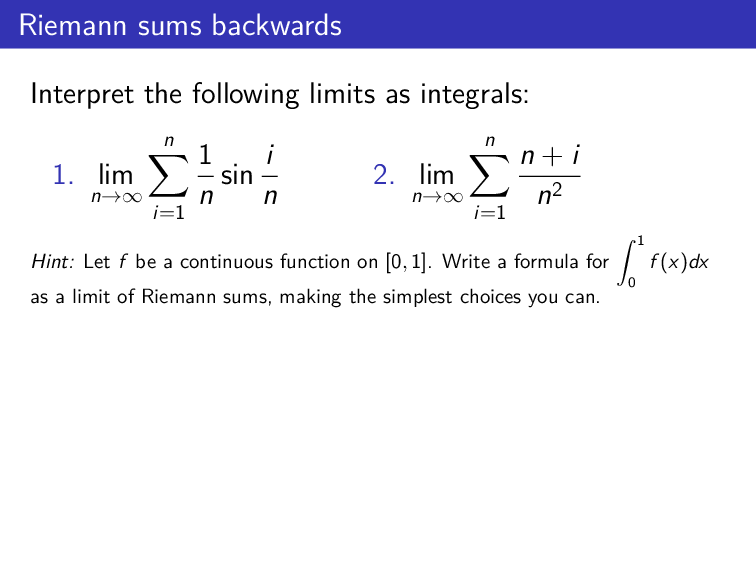 Riemann sums backwards
Interpret the following limits as integrals:
1. $\lim_{n\to\infty} \sum_{i=1}^{n} \frac{1}{n} \sin \frac{i}{n}$ 2. $\lim_{n\to\infty} \sum_{i=1}^{n} \frac{n+i}{n^2}$
Hint: Let f be a continuous function on [0, 1]. Write a formula for $\int_0^1 f(x)dx$
as a limit of Riemann sums, making the simplest choices you can.